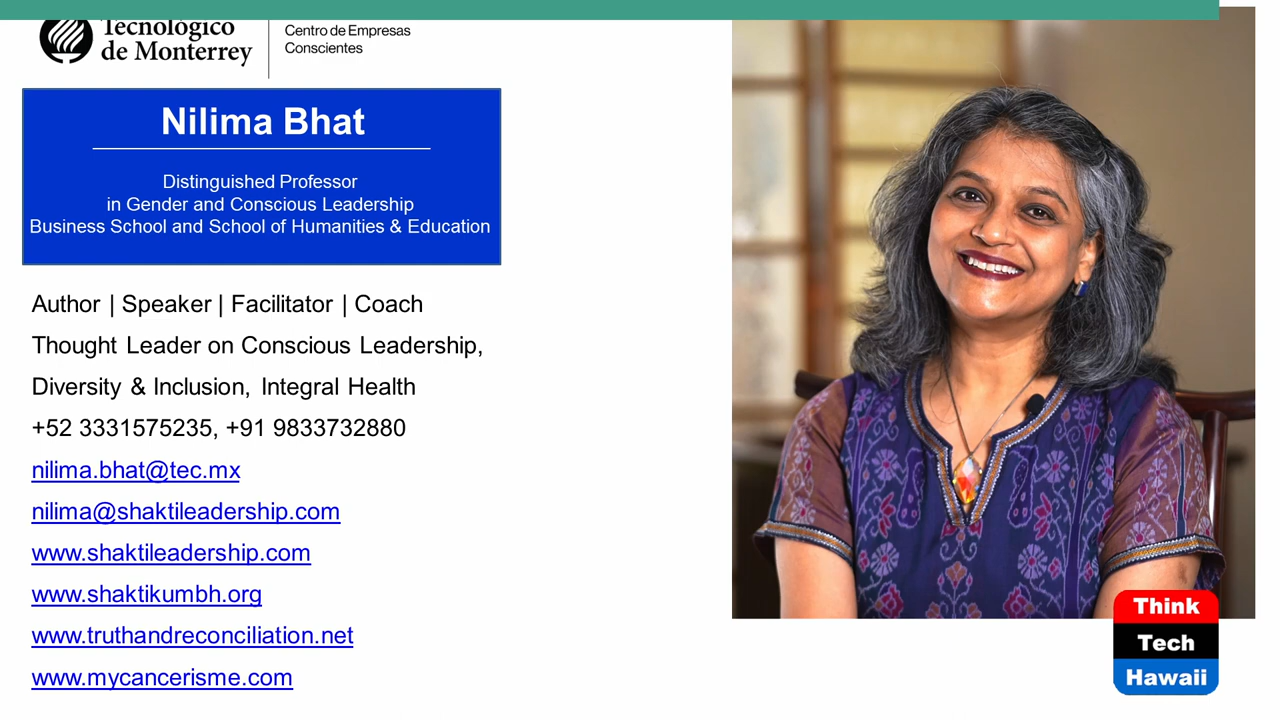 Tecnológico
de Monterrey
Centro de Empresas
Conscientes
Nilima Bhat
Distinguished Professor
in Gender and Conscious Leadership
Business School and School of Humanities & Education
Author | Speaker | Facilitator | Coach
Thought Leader on Conscious Leadership,
Diversity & Inclusion, Integral Health
+52 3331575235, +91 9833732880
nilima.bhat@tec.mx
nilima@shaktileadership.com
www.shaktileadership.com
www.shaktikumbh.org
www.truthandreconciliation.net
www.mycancerisme.com
Think
Tech
Hawaii